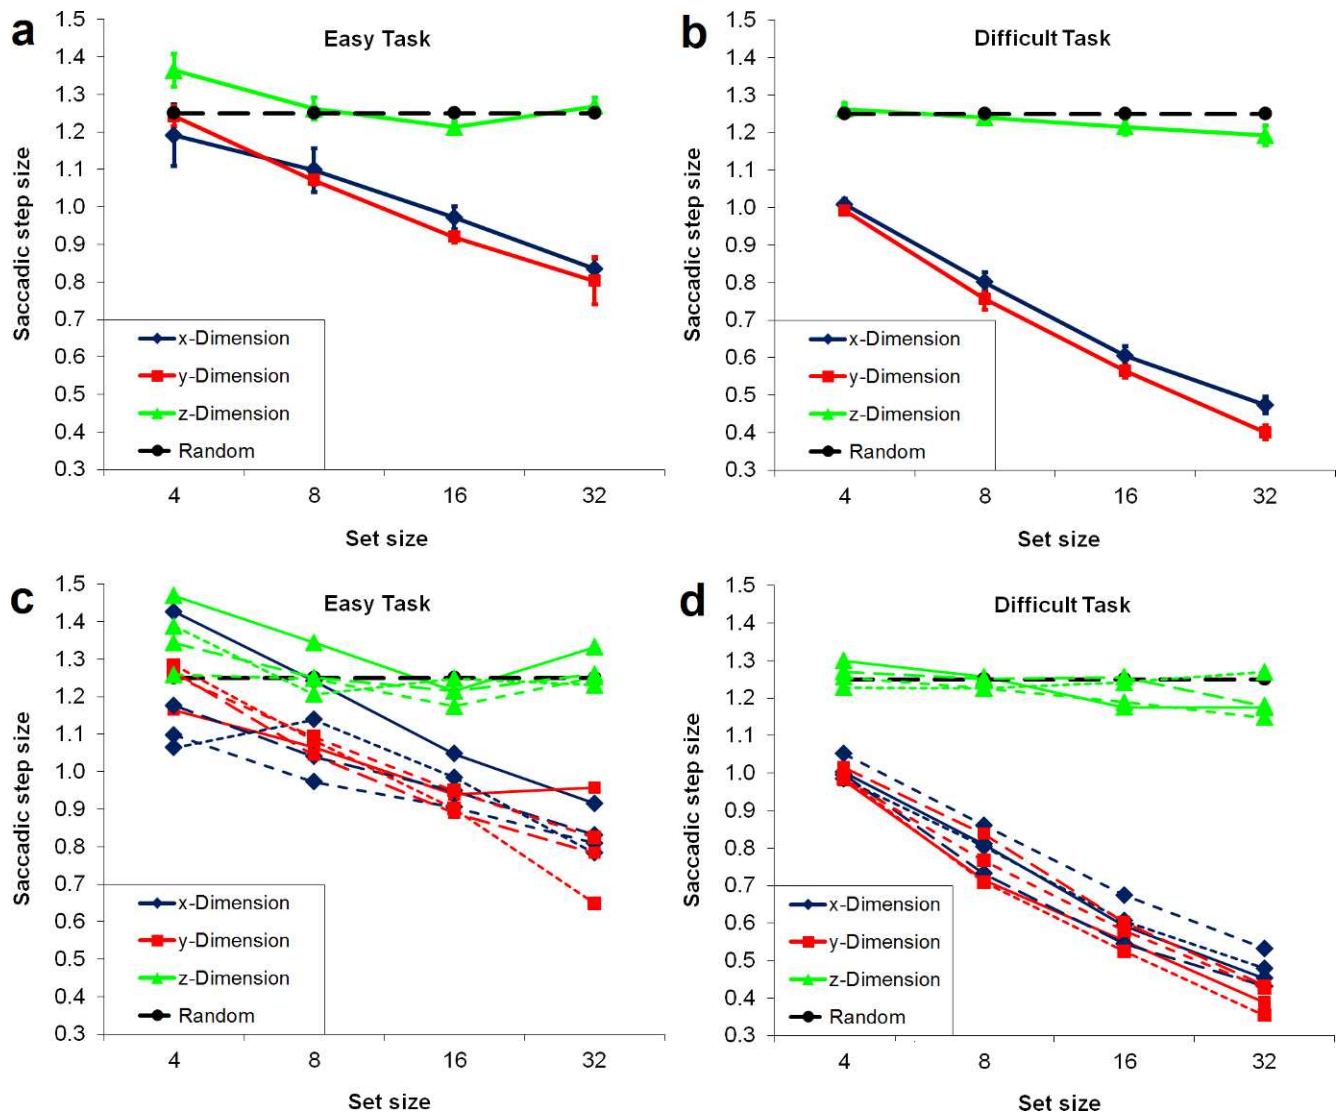 a
Easy Task
Saccadic step size
1.5
1.4
1.3
1.2
1.1
1.0
0.9
0.8
0.7
0.6
0.5
0.4
0.3
x-Dimension
y-Dimension
z-Dimension
Random
4 8 16 32
Set size
b
Difficult Task
Saccadic step size
1.5
1.4
1.3
1.2
1.1
1.0
0.9
0.8
0.7
0.6
0.5
0.4
0.3
x-Dimension
y-Dimension
z-Dimension
Random
4 8 16 32
Set size
c
Easy Task
Saccadic step size
1.5
1.4
1.3
1.2
1.1
1.0
0.9
0.8
0.7
0.6
0.5
0.4
0.3
x-Dimension
y-Dimension
z-Dimension
Random
4 8 16 32
Set size
d
Difficult Task
Saccadic step size
1.5
1.4
1.3
1.2
1.1
1.0
0.9
0.8
0.7
0.6
0.5
0.4
0.3
x-Dimension
y-Dimension
z-Dimension
Random
4 8 16 32
Set size